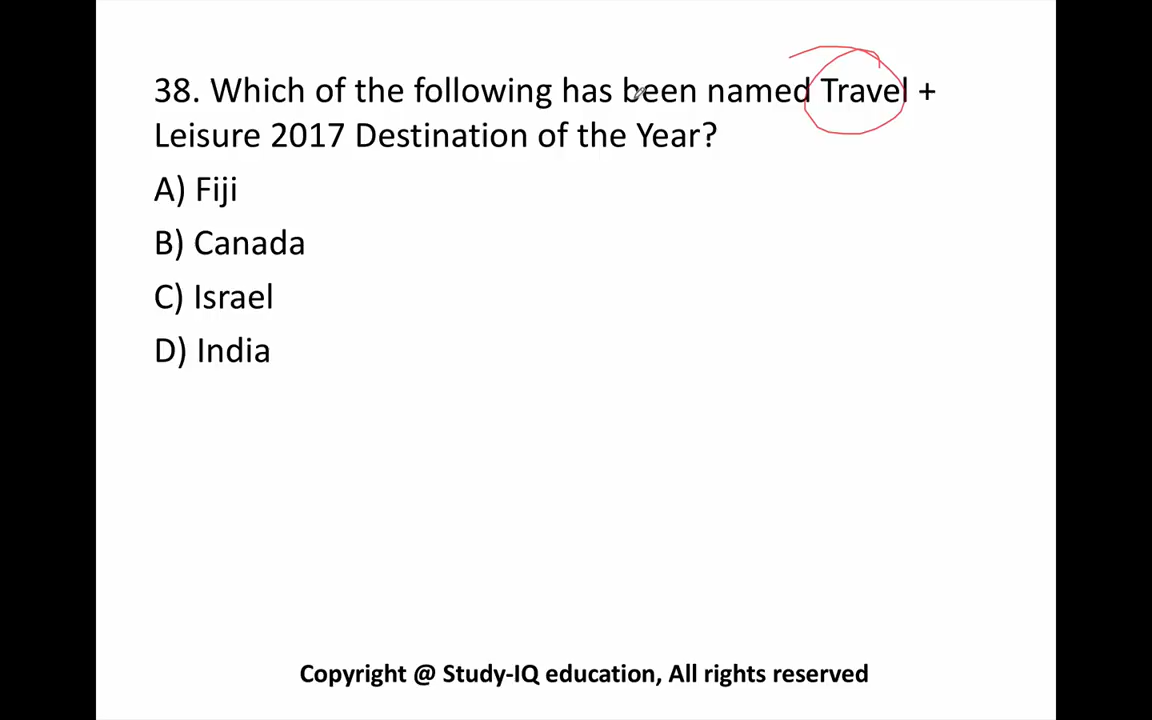 38. Which of the following has been named Travel +
Leisure 2017 Destination of the Year?
A) Fiji
B) Canada
C) Israel
D) India
Copyright @ Study-IQ education, All rights reserved